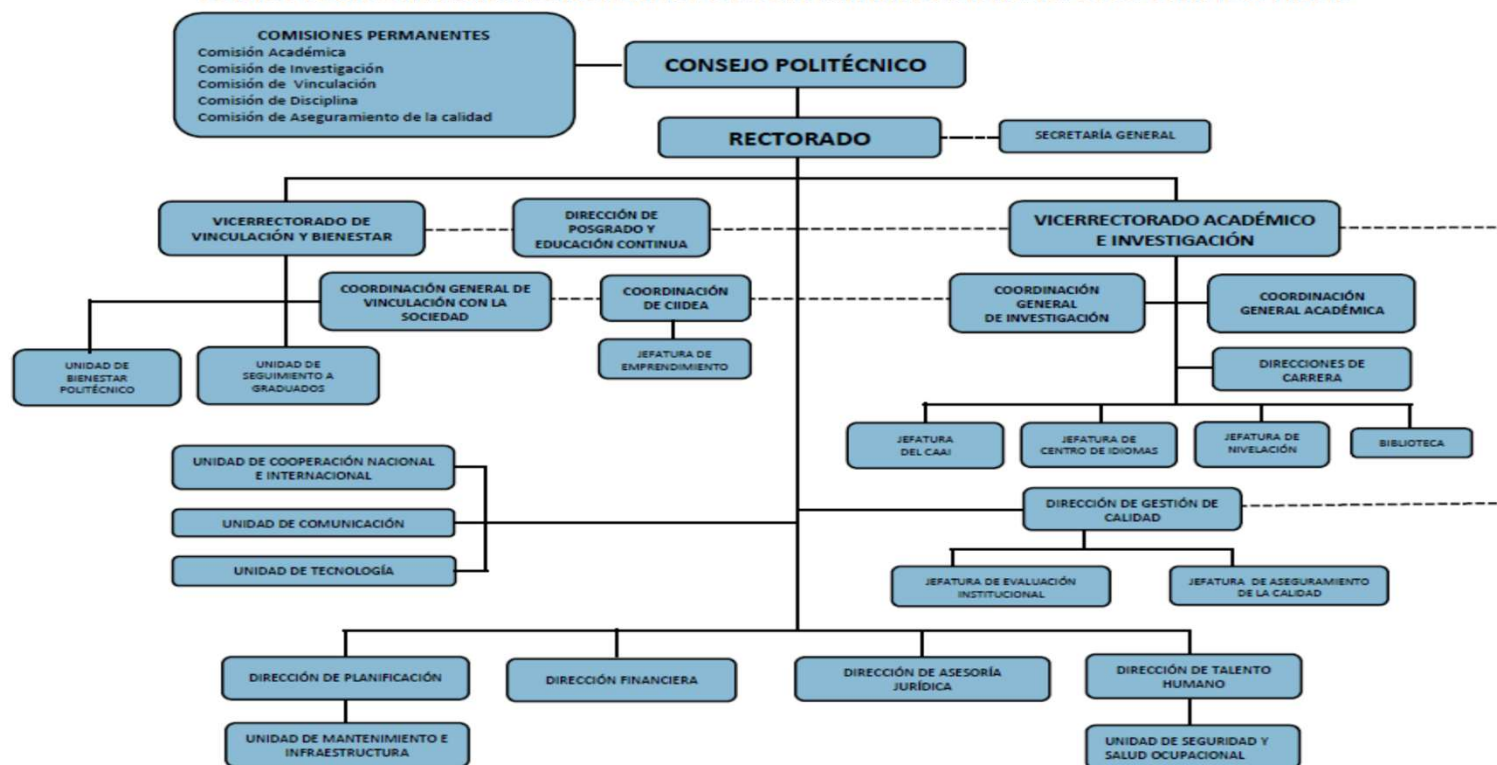 COMISIONES PERMANENTES
Comisión Académica
Comisión de Investigación
Comisión de Vinculación
Comisión de Disciplina
Comisión de Aseguramiento de la calidad
CONSEJO POLITÉCNICO
RECTORADO
SECRETARÍA GENERAL
VICERRECTORADO DE
VINCULACIÓN Y BIENESTAR
DIRECCIÓN DE
POSGRADO Y
EDUCACIÓN CONTINUA
VICERRECTORADO ACADÉMICO
E INVESTIGACIÓN
COORDINACIÓN GENERAL DE
VINCULACIÓN CON LA
SOCIEDAD
COORDINACIÓN
DE CIIDEA
COORDINACIÓN
GENERAL
DE INVESTIGACIÓN
COORDINACIÓN
GENERAL ACADÉMICA
UNIDAD DE
BIENESTAR
POLITÉCNICO
UNIDAD DE
SEGUIMIENTO A
GRADUADOS
JEFATURA DE
EMPRENDIMIENTO
DIRECCIONES DE
CARRERA
JEFATURA
DEL CAAI
JEFATURA DE
CENTRO DE IDIOMAS
JEFATURA DE
NIVELACIÓN
BIBLIOTECA
UNIDAD DE COOPERACIÓN NACIONAL
E INTERNACIONAL
UNIDAD DE COMUNICACIÓN
UNIDAD DE TECNOLOGÍA
DIRECCIÓN DE GESTIÓN DE
CALIDAD
JEFATURA DE EVALUACIÓN
INSTITUCIONAL
JEFATURA DE ASEGURAMIENTO
DE LA CALIDAD
DIRECCIÓN DE PLANIFICACIÓN
DIRECCIÓN FINANCIERA
DIRECCIÓN DE ASESORÍA
JURÍDICA
DIRECCIÓN DE TALENTO
HUMANO
UNIDAD DE MANTENIMIENTO E
INFRAESTRUCTURA
UNIDAD DE SEGURIDAD Y
SALUD OCUPACIONAL